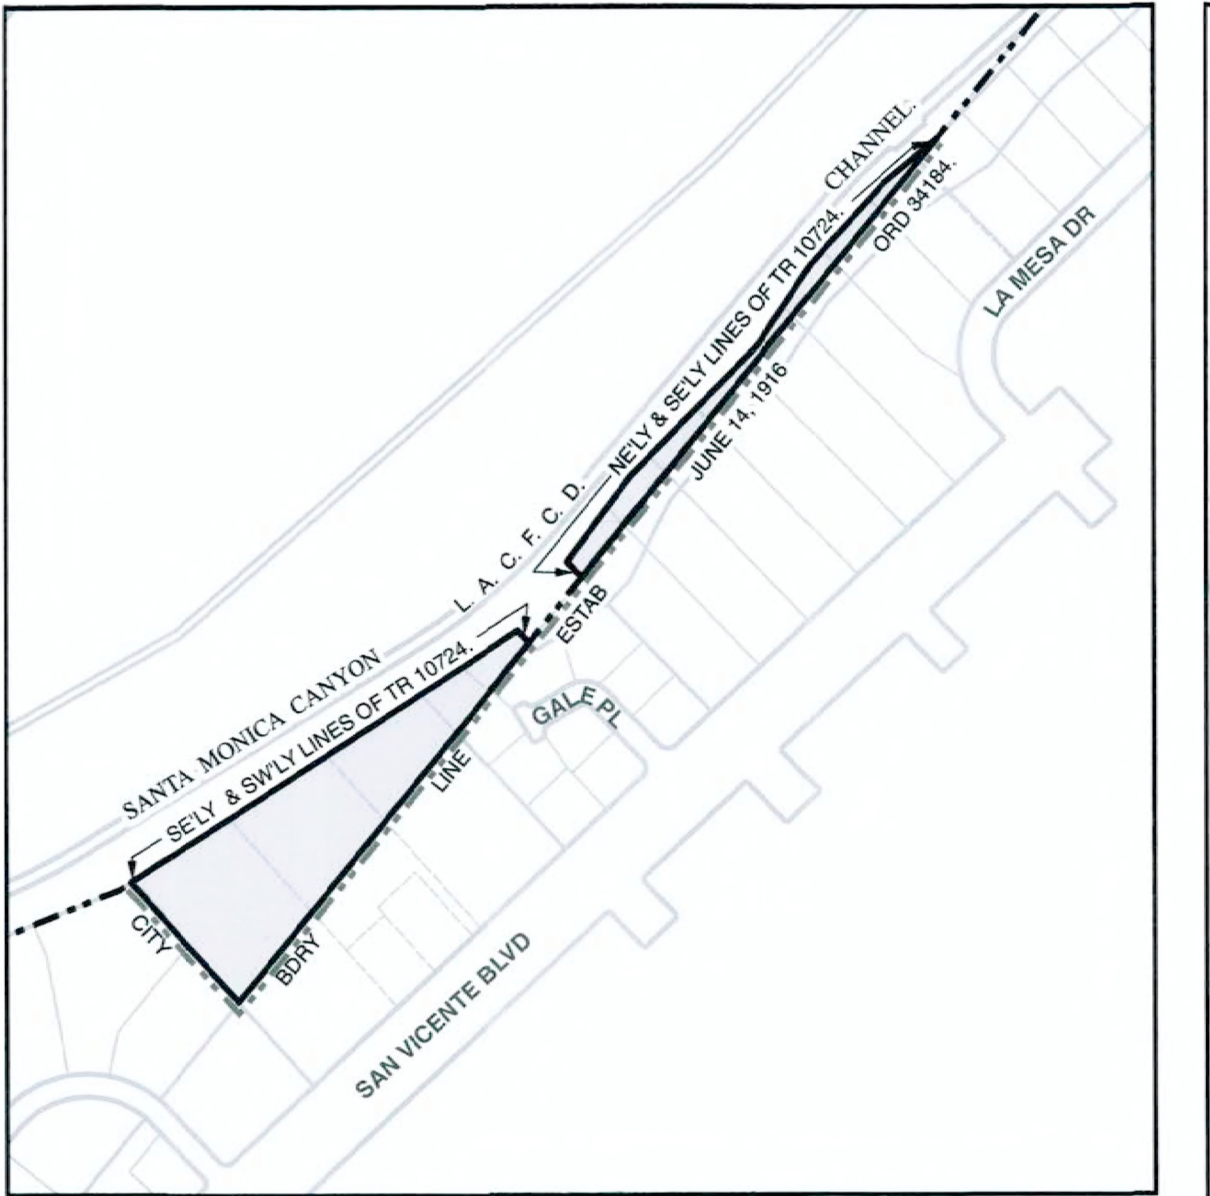 CHANNEL.
ORD 34184.
LA MESA DR
NE'LY & SE'LY LINES OF TR 10724.
JUNE 14, 1916
L. A. C. F. C. D.
ESTAB
SANTA MONICA CANYON
SE'LY & SW'LY LINES OF TR 10724.
GALE PL
LINE
CITY
BDRY
SAN VICENTE BLVD